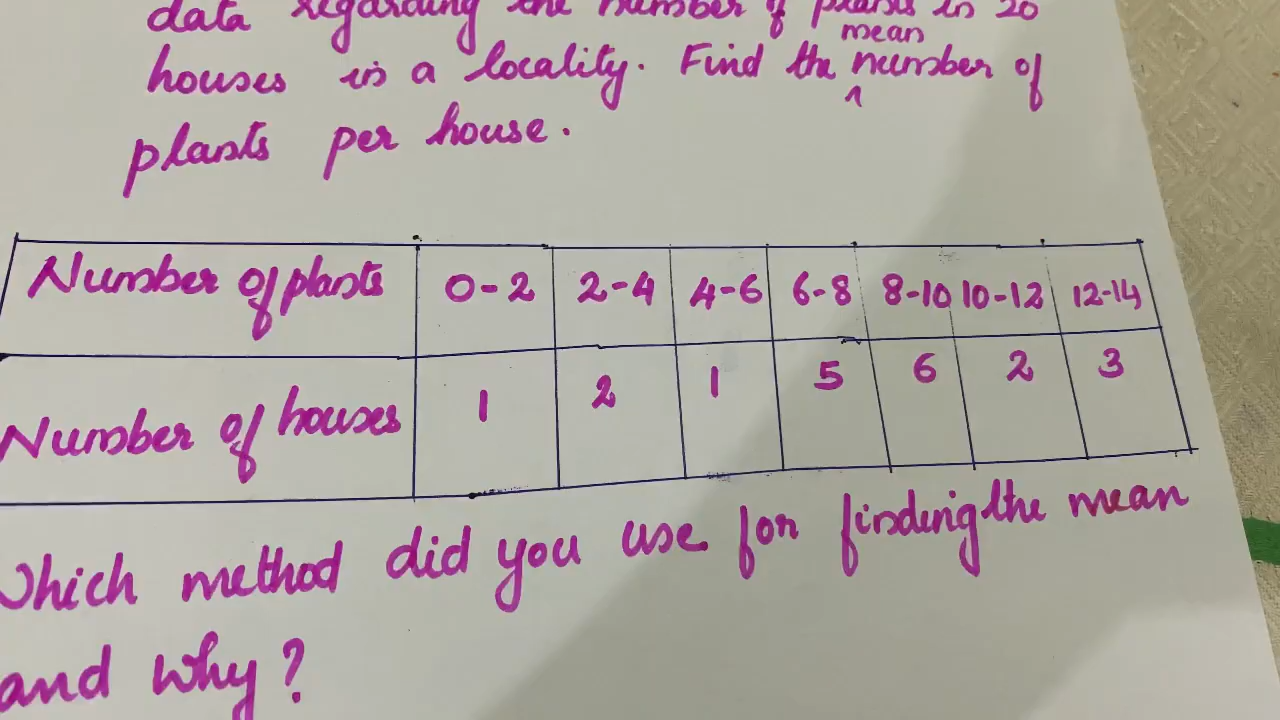 data regarding the number of plants in 20
mean
houses in a locality. Find the ^ number of
plants per house.
Number of plants 0-2 2-4 4-6 6-8 8-10 10-12 12-14
Number of houses 1 2 1 5 6 2 3
Which method did you use for finding the mean
and why?